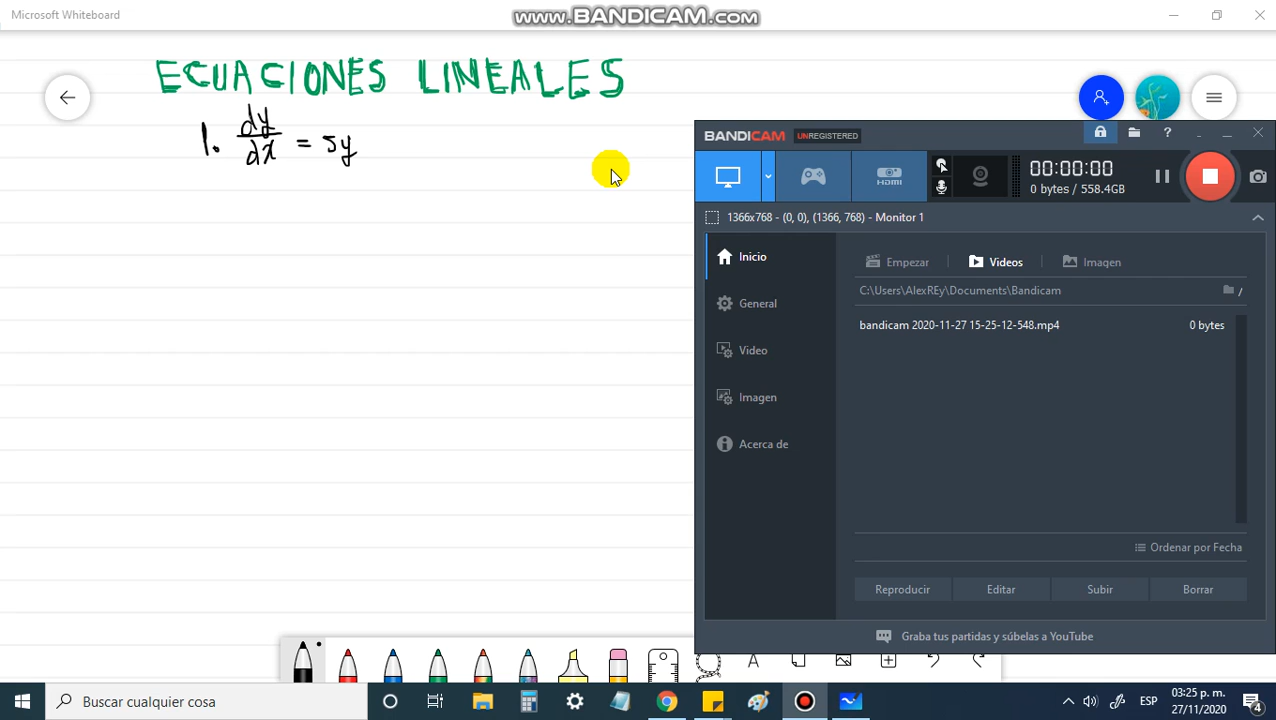 Microsoft Whiteboard
www.BANDICAM.com
ECUACIONES LINEALES
1. dy/dx = 5y
BANDICAM UNREGISTERED
HDMI
00:00:00
0 bytes / 558.4GB
1366x768 - (0, 0), (1366, 768) - Monitor 1
Inicio
General
Video
Imagen
Acerca de
Empezar
Videos
Imagen
C:\Users\AlexREy\Documents\Bandicam
/
bandicam 2020-11-27 15-25-12-548.mp4 0 bytes
Ordenar por Fecha
Reproducir
Editar
Subir
Borrar
Graba tus partidas y súbelas a YouTube
Buscar cualquier cosa
ESP
03:25 p. m.
27/11/2020
4